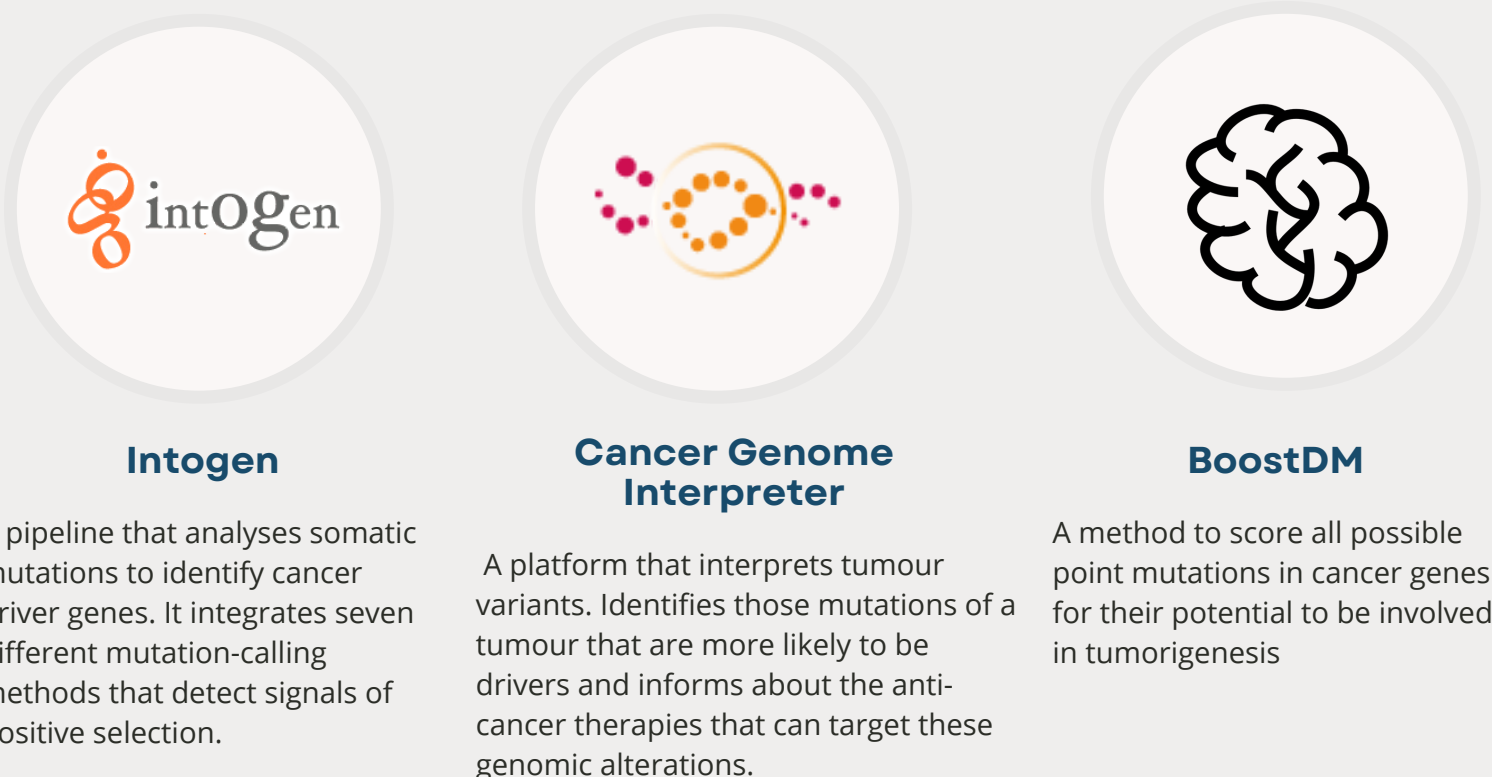 intOgen
Intogen
pipeline that analyses somatic
utations to identify cancer
river genes. It integrates seven
ifferent mutation-calling
ethods that detect signals of
ositive selection.
Cancer Genome
Interpreter
A platform that interprets tumour
variants. Identifies those mutations of a
tumour that are more likely to be
drivers and informs about the anti-
cancer therapies that can target these
genomic alterations.
BoostDM
A method to score all possible
point mutations in cancer genes
for their potential to be involved
in tumorigenesis